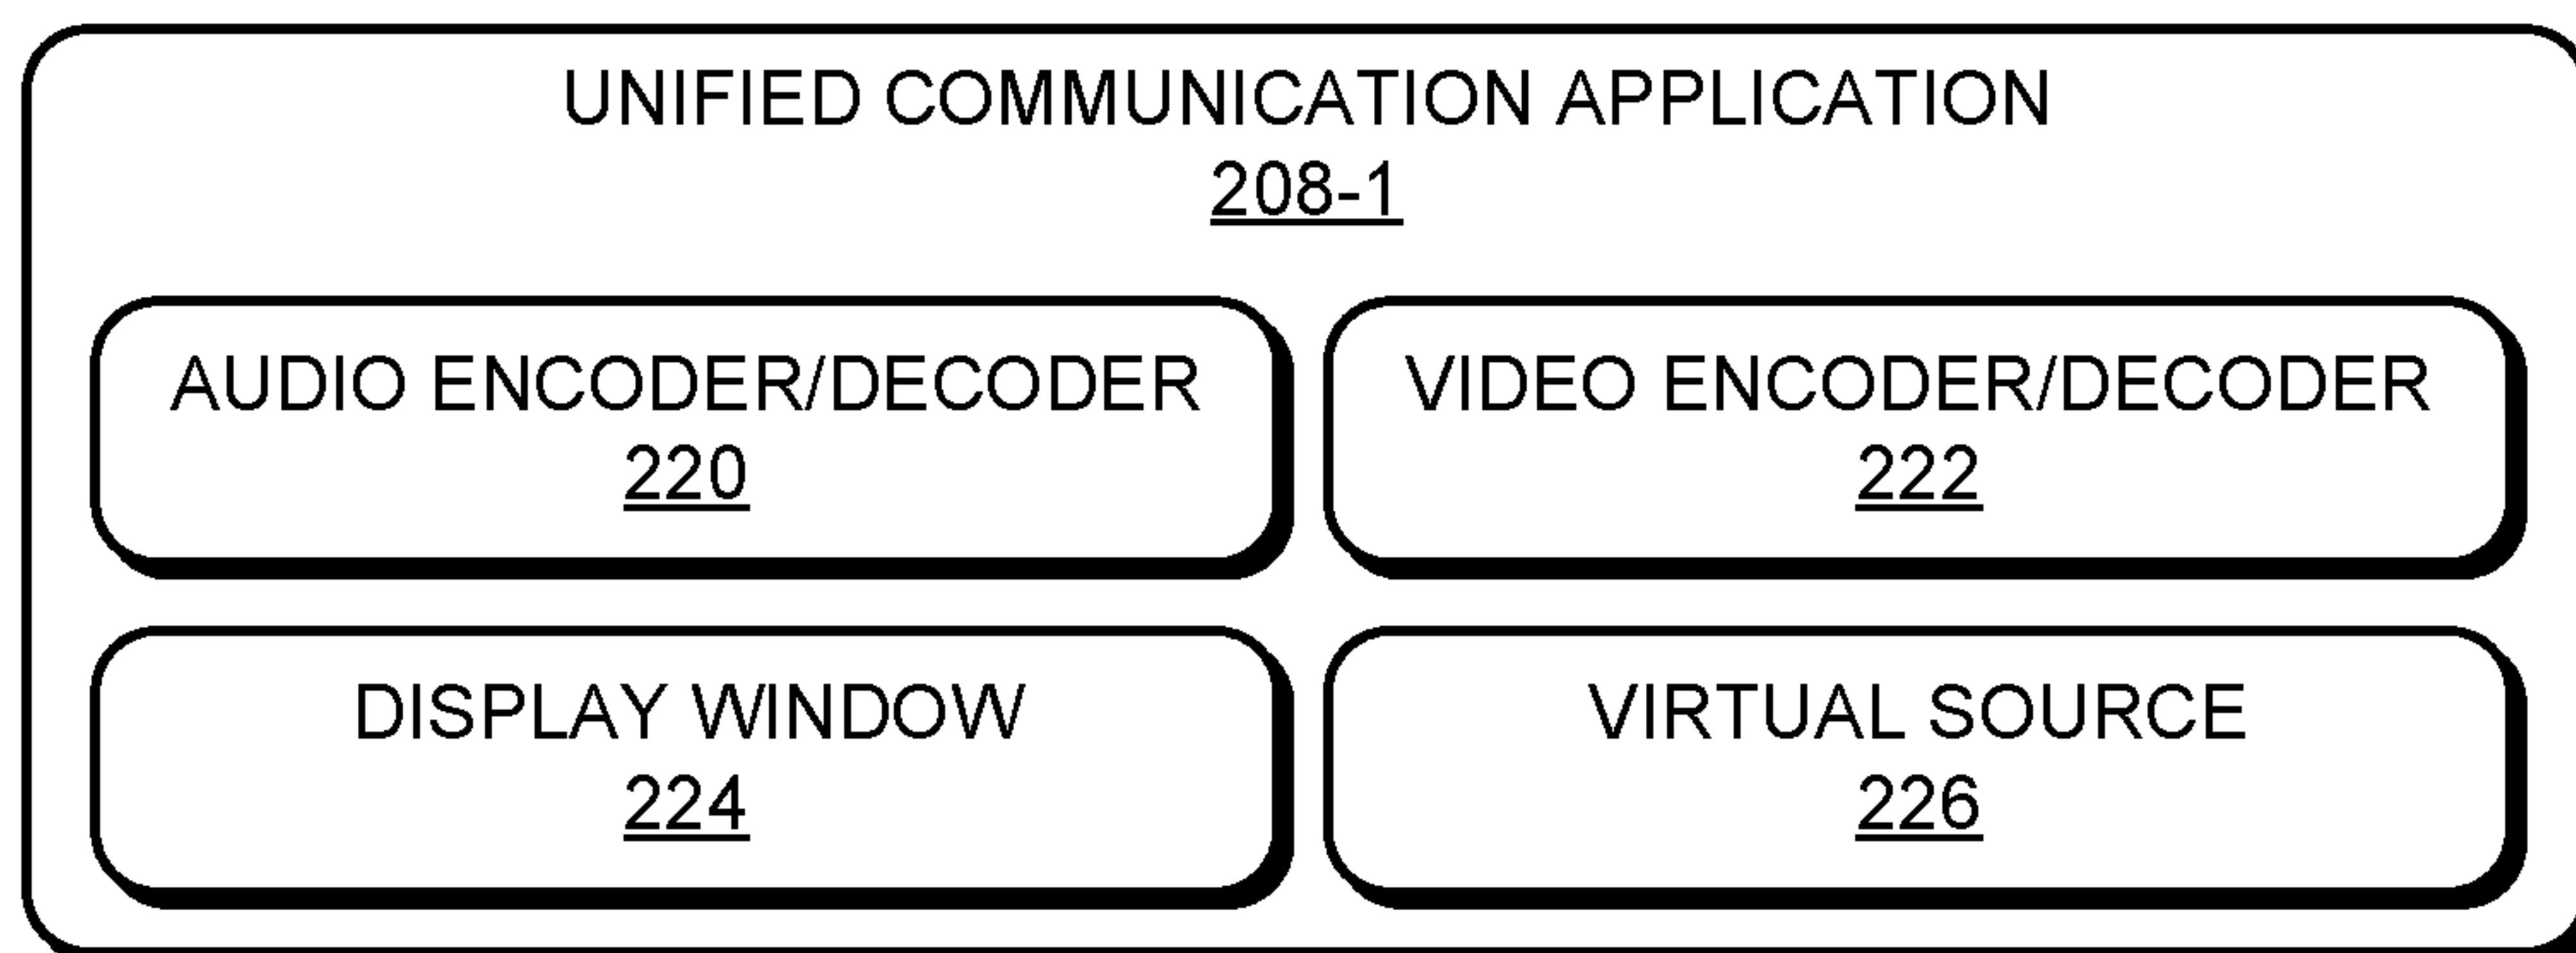 UNIFIED COMMUNICATION APPLICATION
208-1
AUDIO ENCODER/DECODER
220
VIDEO ENCODER/DECODER
222
DISPLAY WINDOW
224
VIRTUAL SOURCE
226